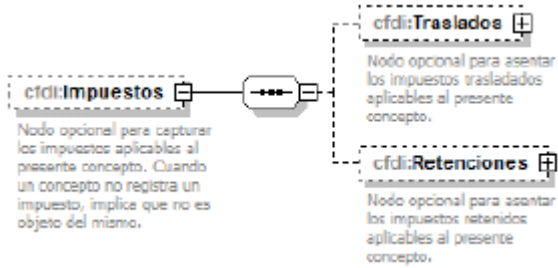 cfdi:Traslados
Nodo opcional para asentar
los impuestos trasladados
aplicables al presente
concepto.
cfdi:Impuestos
Nodo opcional para capturar
los impuestos aplicables al
presente concepto. Cuando
un concepto no registra un
impuesto, implica que no es
objeto del mismo.
cfdi:Retenciones
Nodo opcional para asentar
los impuestos retenidos
aplicables al presente
concepto.